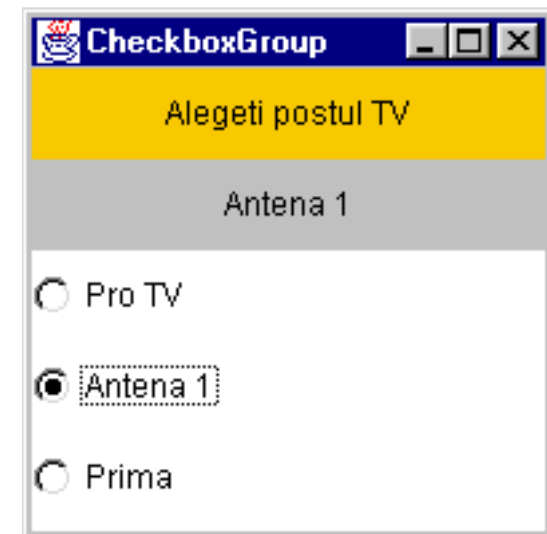 CheckboxGroup
Alegeti postul TV
Antena 1
Pro TV
Antena 1
Prima